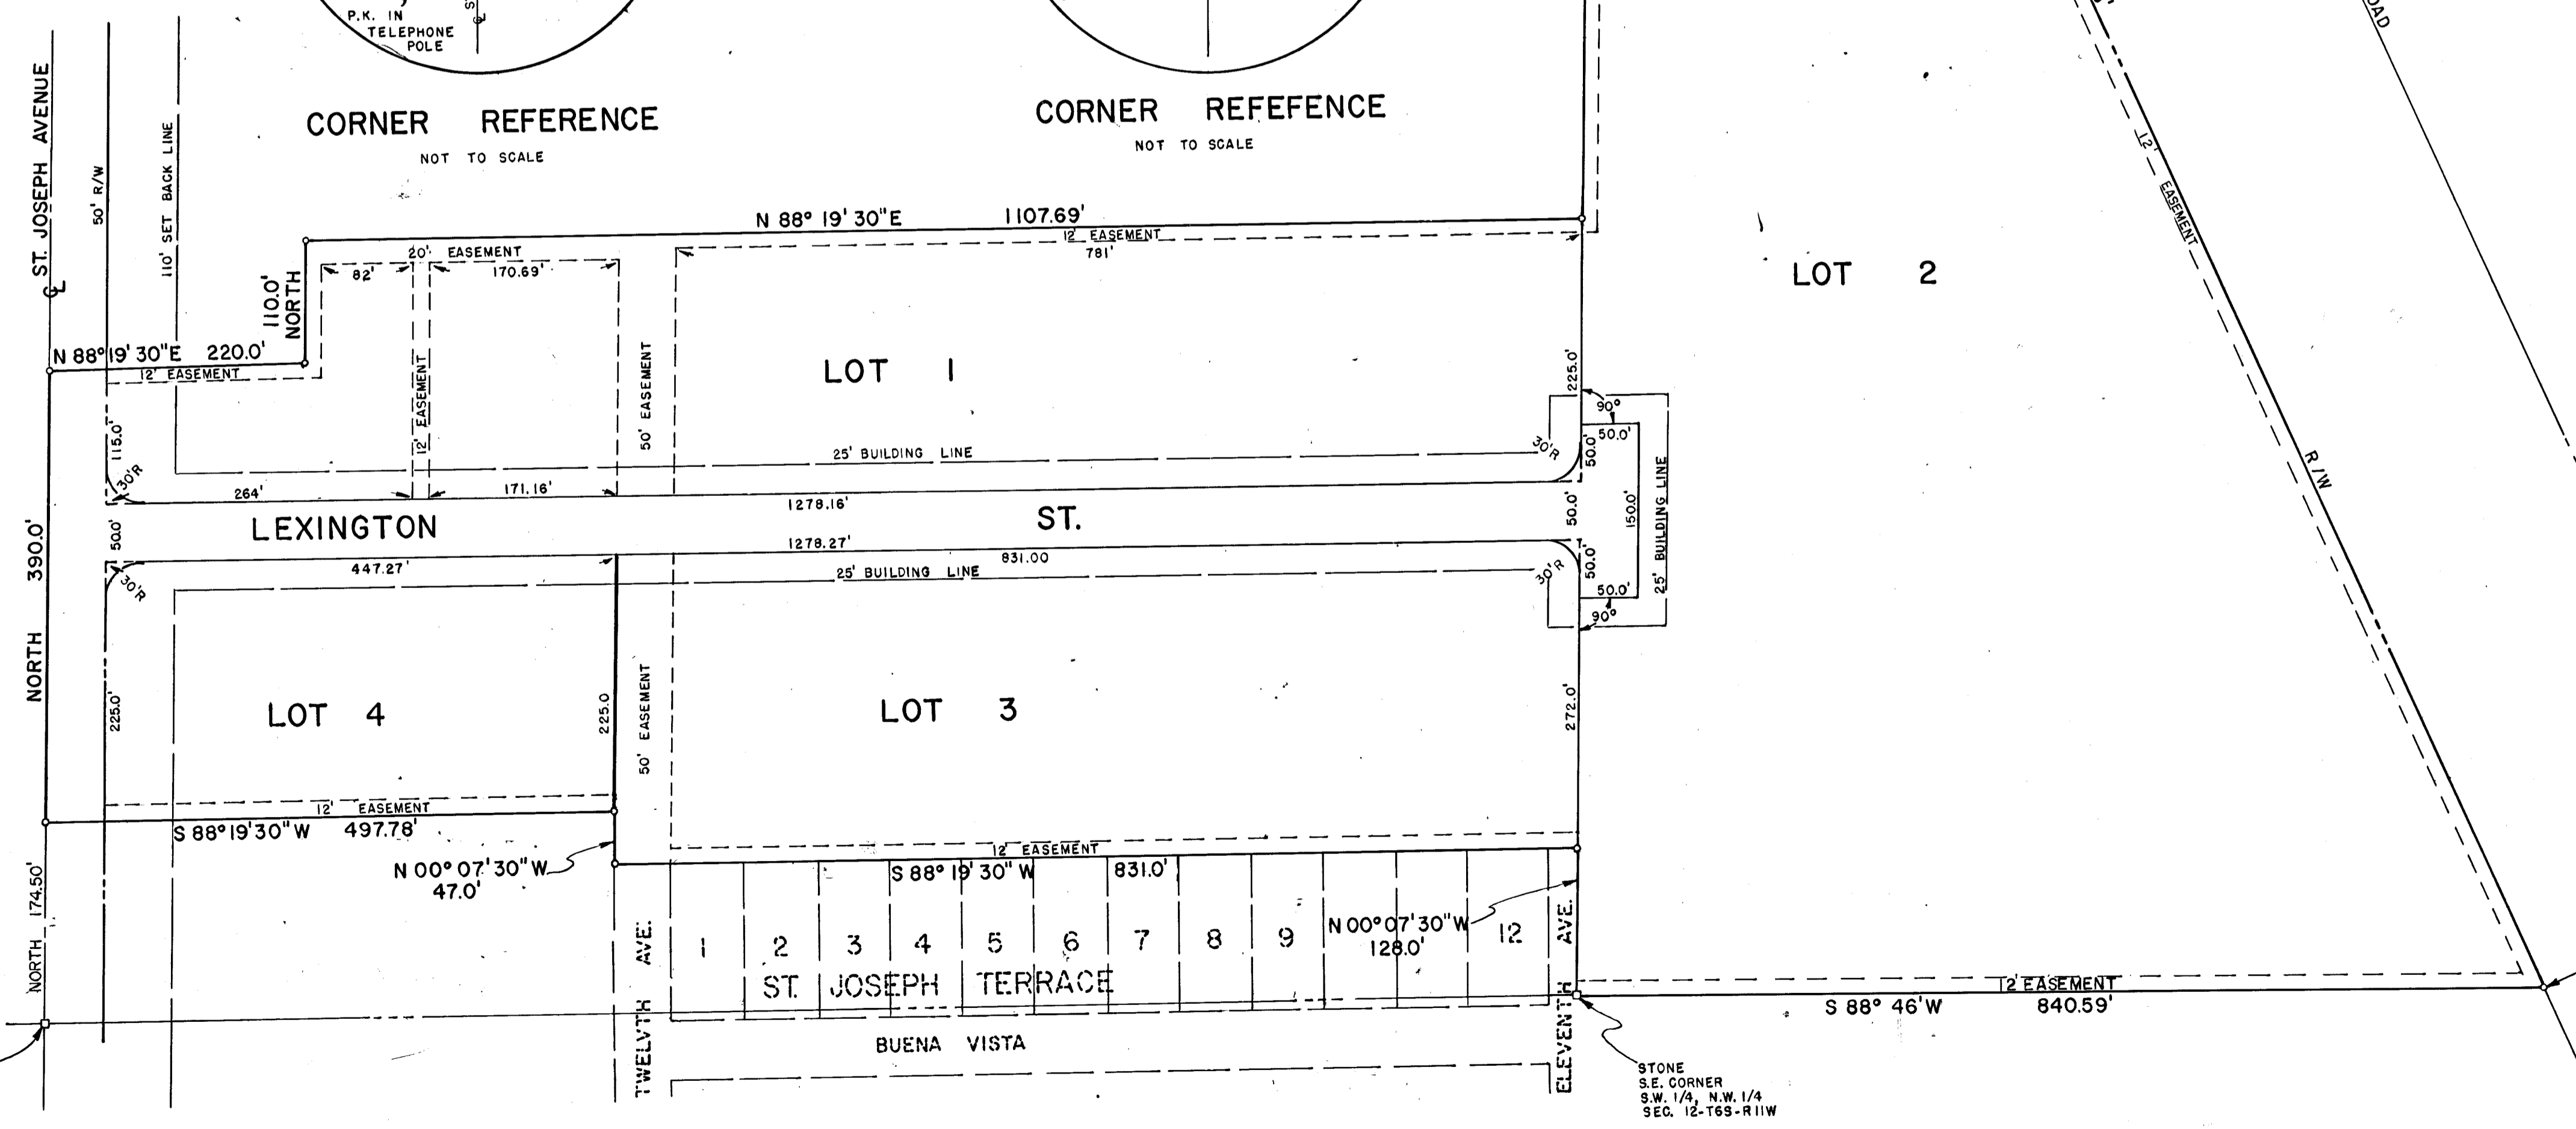 P.K. IN
TELEPHONE
POLE
CORNER REFERENCE
NOT TO SCALE
CORNER REFEFENCE
NOT TO SCALE
ST. JOSEPH AVENUE
50' R/W
110' SET BACK LINE
N 88° 19' 30"E 1107.69'
12' EASEMENT
781'
20' EASEMENT
82'
170.69'
110.0'
NORTH
N 88° 19' 30"E 220.0'
12' EASEMENT
12' EASEMENT
50' EASEMENT
LOT 1
LOT 2
12' EASEMENT
R/W
225.0'
90°
50.0'
50.0'
30'R
115.0'
30'R
25' BUILDING LINE
264'
171.16'
1278.16'
LEXINGTON ST.
50.0'
50.0'
150.0'
25' BUILDING LINE
1278.27'
447.27'
831.00
25' BUILDING LINE
30'R
30'R
50.0'
50.0'
90°
NORTH 390.0'
225.0'
LOT 4
225.0
50' EASEMENT
LOT 3
272.0'
12' EASEMENT
S 88° 19' 30" W 497.78'
N 00° 07' 30" W
47.0'
12' EASEMENT
S 88° 19' 30" W 831.0'
NORTH 174.50'
TWELVTH AVE.
1 2 3 4 5 6 7 8 9 12
N 00° 07' 30" W
128.0'
ST. JOSEPH TERRACE
ELEVENTH AVE.
BUENA VISTA
12' EASEMENT
S 88° 46' W 840.59'
STONE
S.E. CORNER
S.W. 1/4, N.W. 1/4
SEC. 12-T6S-R11W